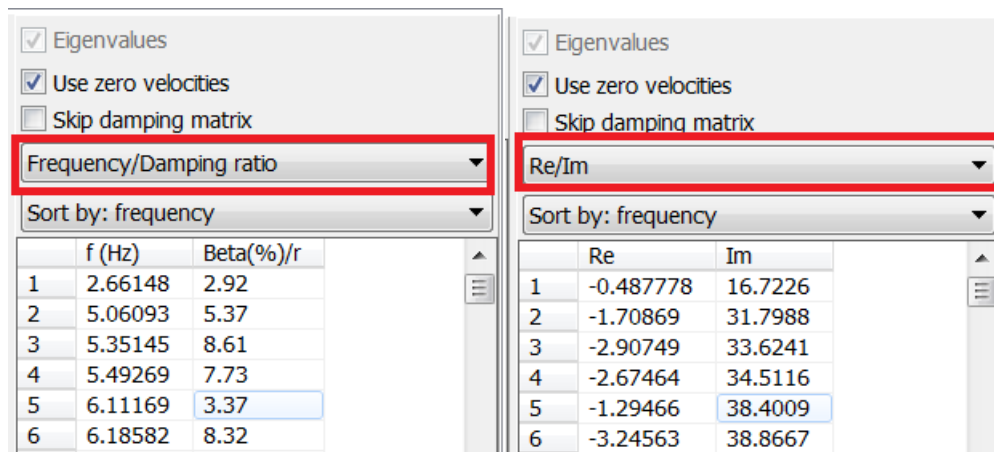 Eigenvalues
Use zero velocities
Skip damping matrix
Frequency/Damping ratio
Sort by: frequency
f (Hz) Beta(%)/r
1 2.66148 2.92
2 5.06093 5.37
3 5.35145 8.61
4 5.49269 7.73
5 6.11169 3.37
6 6.18582 8.32
Eigenvalues
Use zero velocities
Skip damping matrix
Re/Im
Sort by: frequency
Re Im
1 -0.487778 16.7226
2 -1.70869 31.7988
3 -2.90749 33.6241
4 -2.67464 34.5116
5 -1.29466 38.4009
6 -3.24563 38.8667